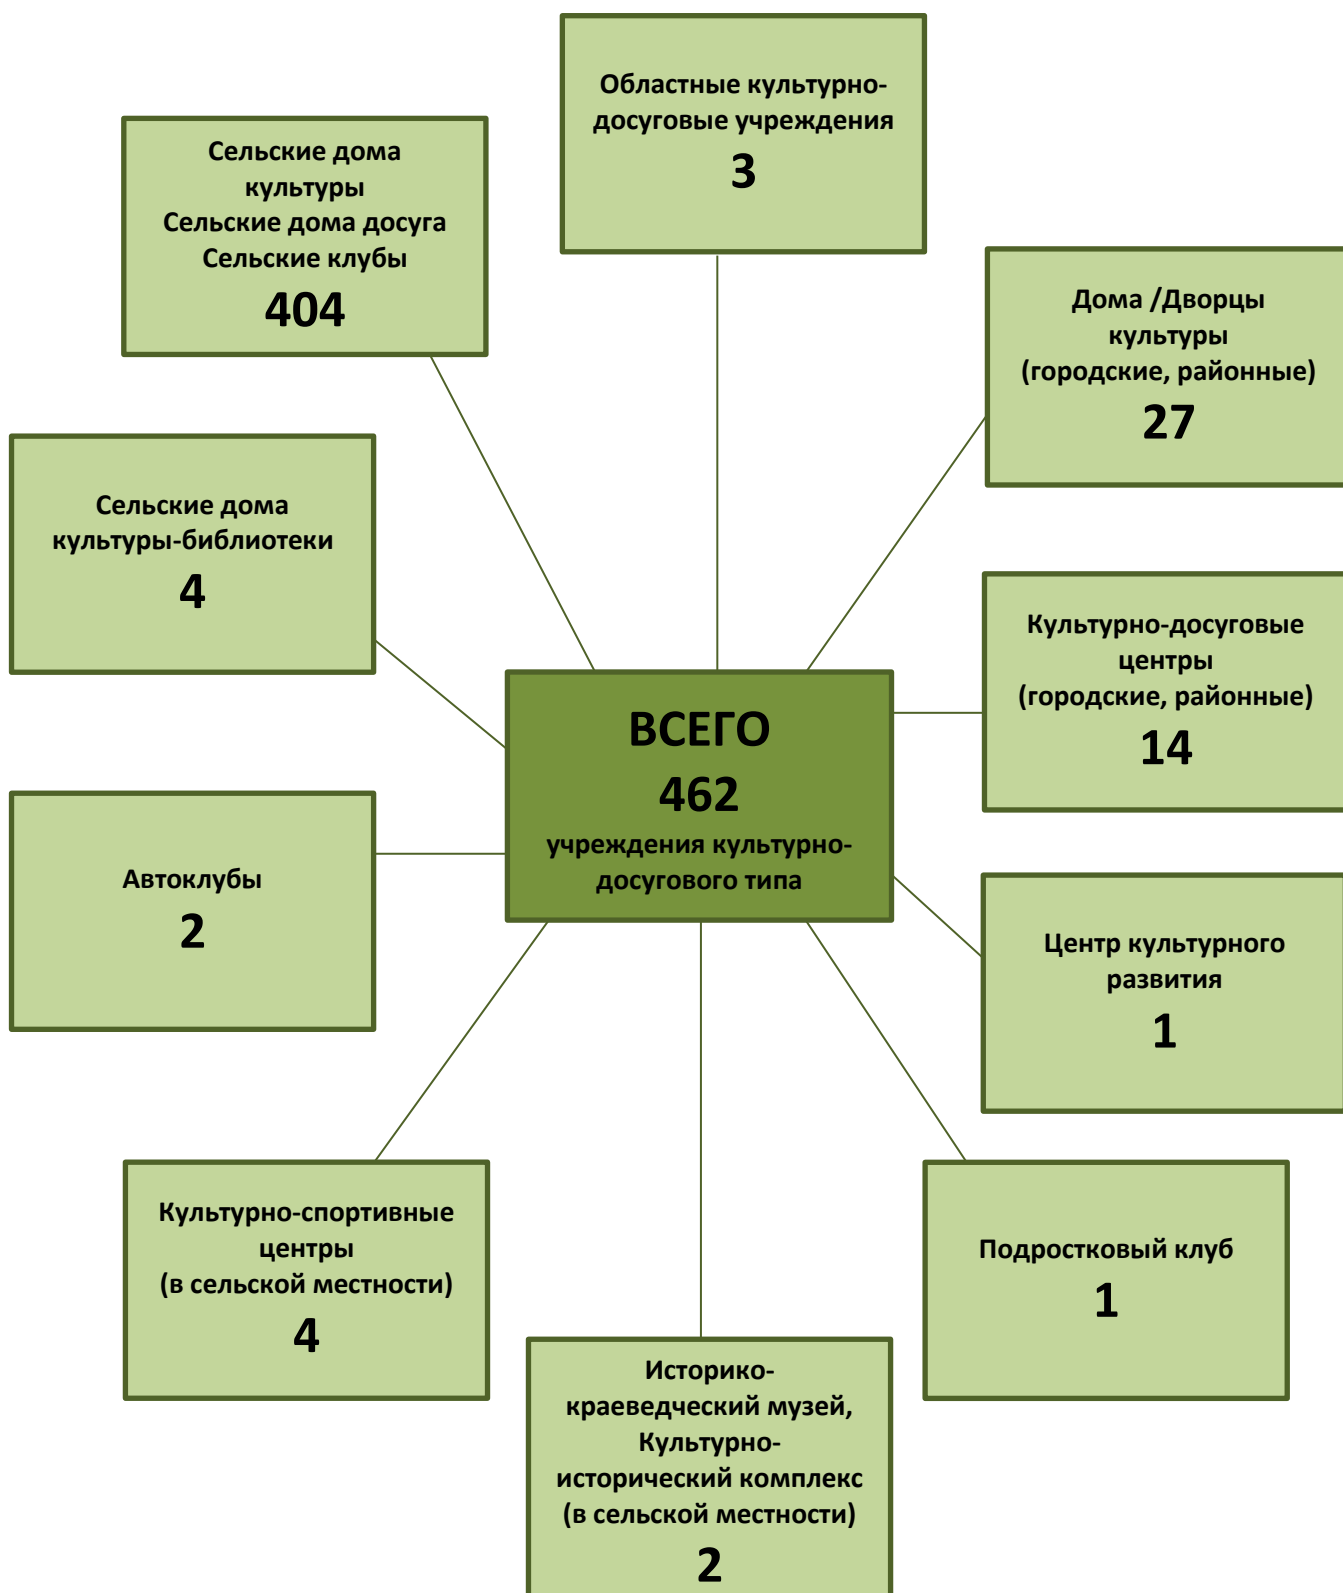 Областные культурно-
досуговые учреждения
3
Сельские дома
культуры
Сельские дома досуга
Сельские клубы
404
Дома /Дворцы
культуры
(городские, районные)
27
Сельские дома
культуры-библиотеки
4
Культурно-досуговые
центры
(городские, районные)
14
ВСЕГО
462
учреждения культурно-
досугового типа
Автоклубы
2
Центр культурного
развития
1
Культурно-спортивные
центры
(в сельской местности)
4
Подростковый клуб
1
Историко-
краеведческий музей,
Культурно-
исторический комплекс
(в сельской местности)
2